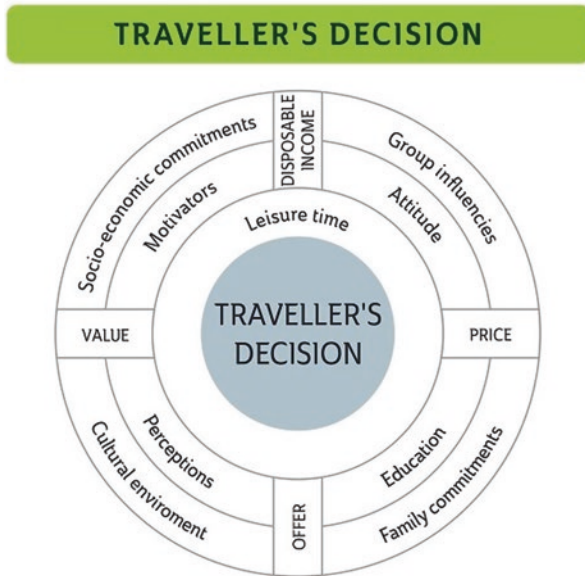 TRAVELLER'S DECISION
Socio-economic commitments
DISPOSABLE
INCOME
Group influencies
Motivators
Leisure time
Attitude
VALUE
TRAVELLER'S
DECISION
PRICE
Perceptions
Education
Cultural enviroment
OFFER
Family commitments